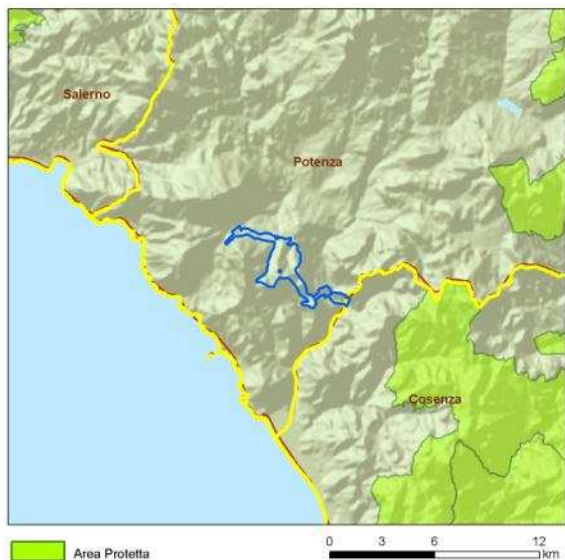 Salerno
Potenza
Cosenza
Area Protetta
0 3 6 12
km